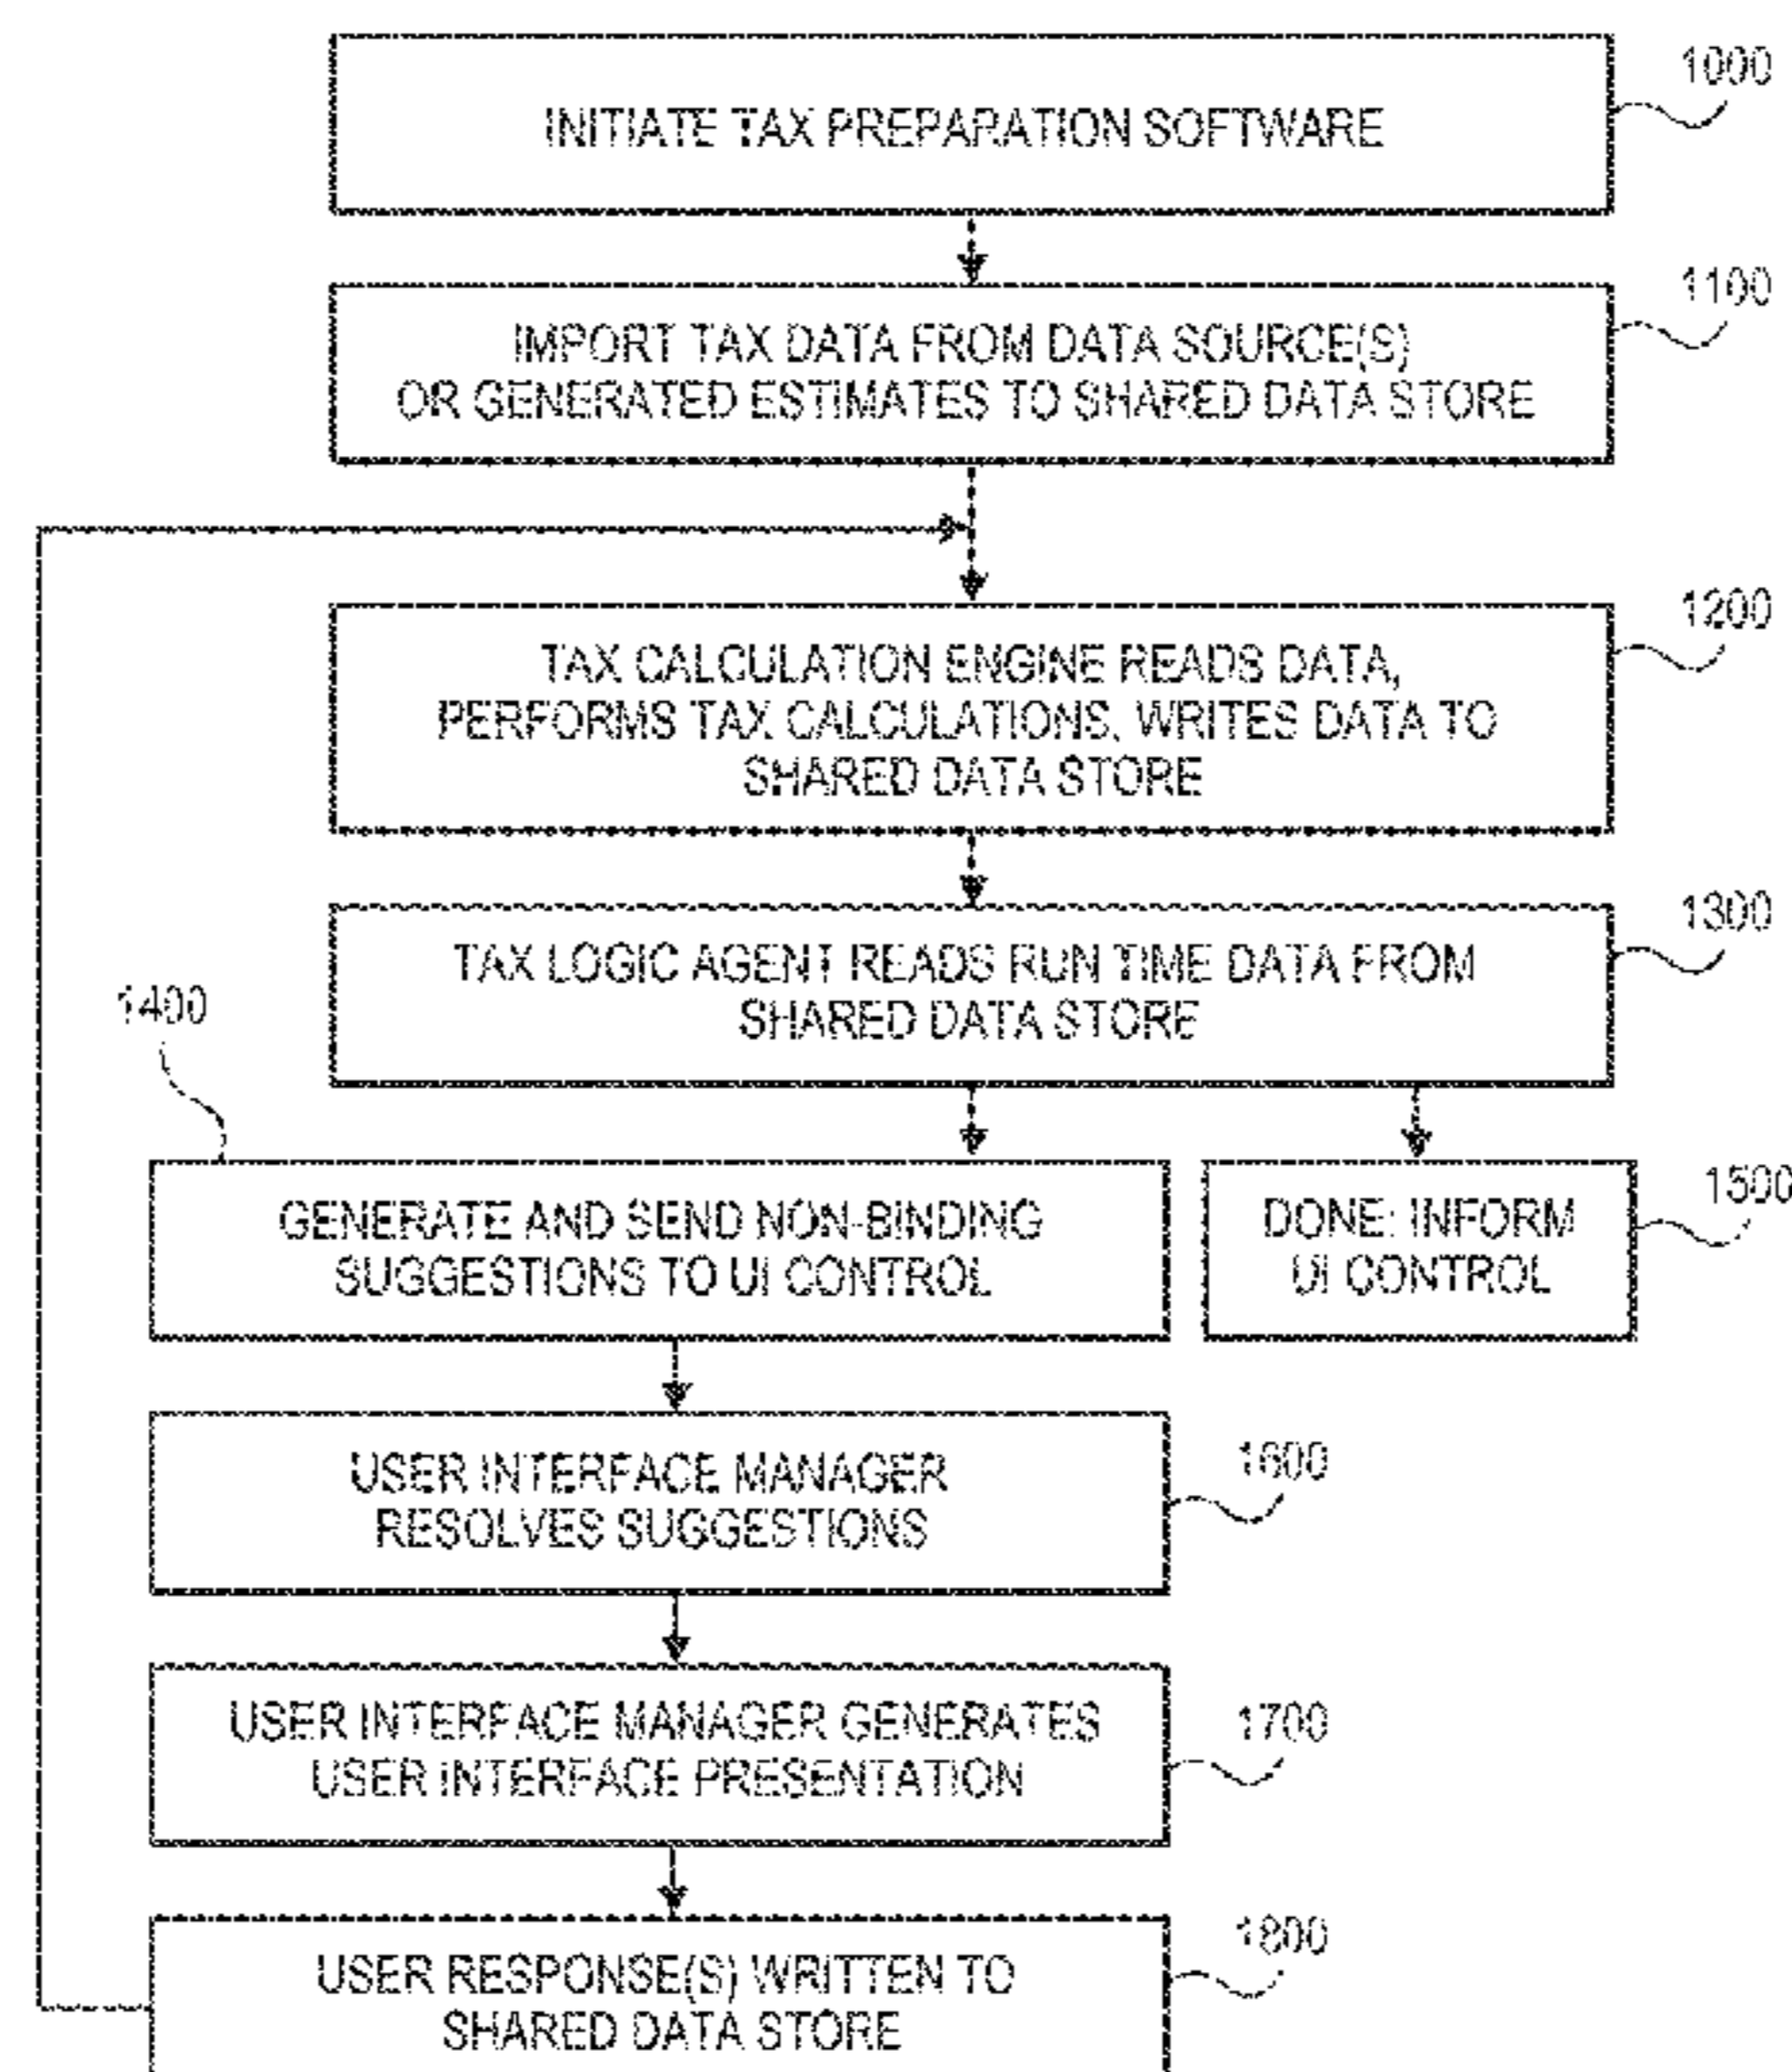 1000
INITIATE TAX PREPARATION SOFTWARE
1100
IMPORT TAX DATA FROM DATA SOURCE(S)
OR GENERATED ESTIMATES TO SHARED DATA STORE
1200
TAX CALCULATION ENGINE READS DATA,
PERFORMS TAX CALCULATIONS, WRITES DATA TO
SHARED DATA STORE
1300
TAX LOGIC AGENT READS RUN TIME DATA FROM
SHARED DATA STORE
1400
GENERATE AND SEND NON-BINDING
SUGGESTIONS TO UI CONTROL
1500
DONE: INFORM
UI CONTROL
1600
USER INTERFACE MANAGER
RESOLVES SUGGESTIONS
1700
USER INTERFACE MANAGER GENERATES
USER INTERFACE PRESENTATION
1800
USER RESPONSE(S) WRITTEN TO
SHARED DATA STORE